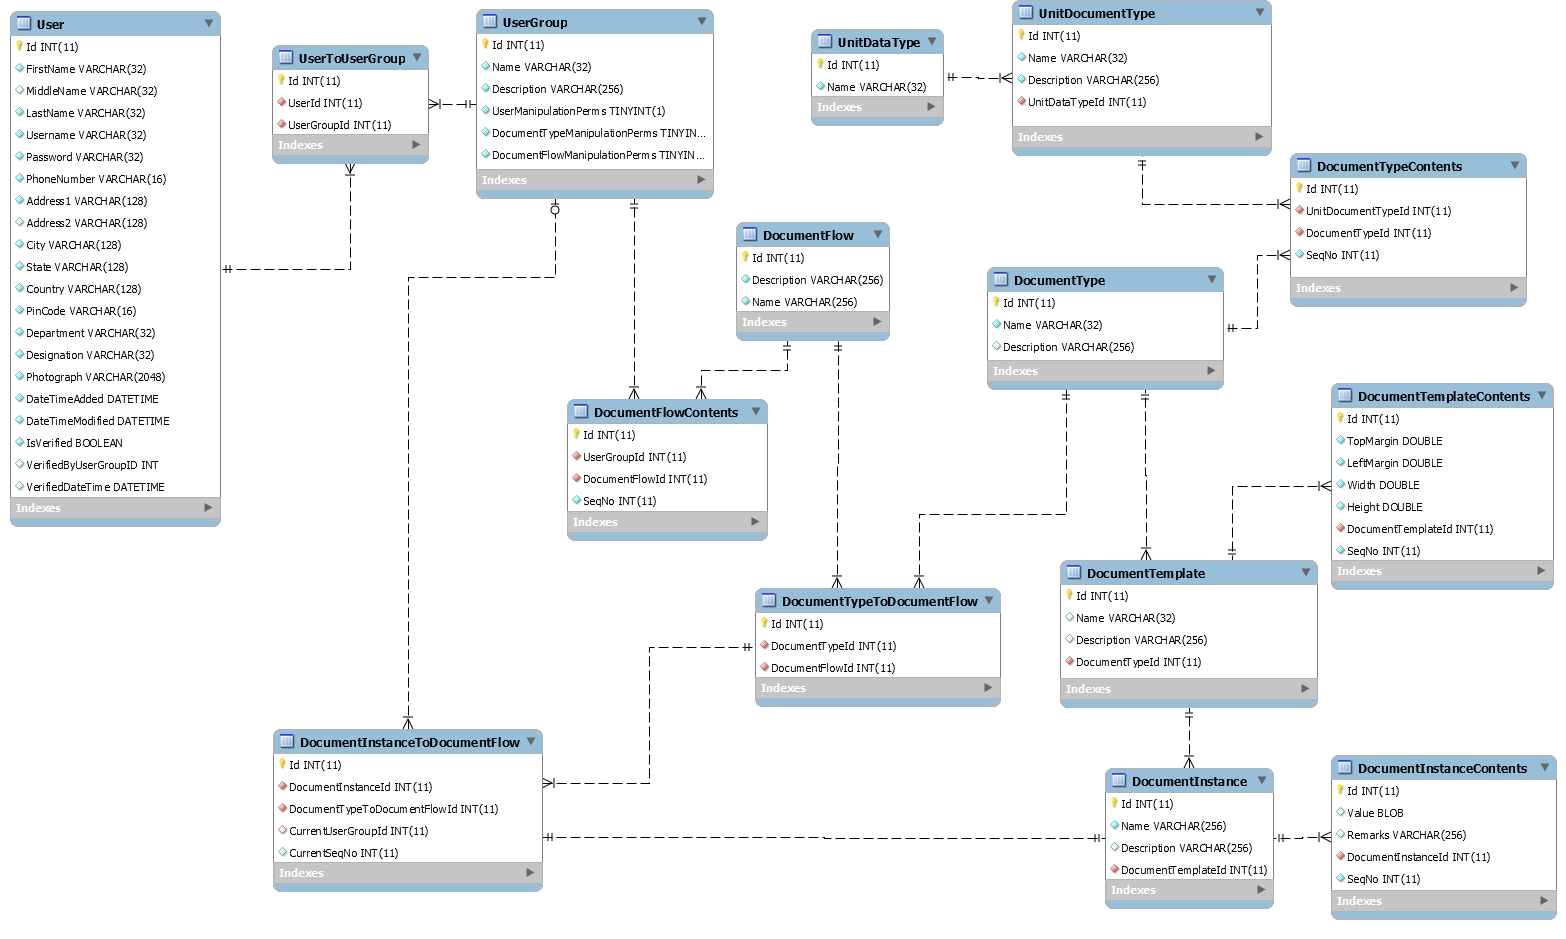 User
Id INT(11)
FirstName VARCHAR(32)
MiddleName VARCHAR(32)
LastName VARCHAR(32)
Username VARCHAR(32)
Password VARCHAR(32)
PhoneNumber VARCHAR(16)
Address1 VARCHAR(128)
Address2 VARCHAR(128)
City VARCHAR(128)
State VARCHAR(128)
Country VARCHAR(128)
PinCode VARCHAR(16)
Department VARCHAR(32)
Designation VARCHAR(32)
Photograph VARCHAR(2048)
DateTimeAdded DATETIME
DateTimeModified DATETIME
IsVerified BOOLEAN
VerifiedByUserGroupID INT
VerifiedDateTime DATETIME
Indexes
UserToUserGroup
Id INT(11)
UserId INT(11)
UserGroupId INT(11)
Indexes
UserGroup
Id INT(11)
Name VARCHAR(32)
Description VARCHAR(256)
UserManipulationPerms TINYINT(1)
DocumentTypeManipulationPerms TINYIN...
DocumentFlowManipulationPerms TINYIN...
Indexes
UnitDataType
Id INT(11)
Name VARCHAR(32)
Indexes
UnitDocumentType
Id INT(11)
Name VARCHAR(32)
Description VARCHAR(256)
UnitDataTypeId INT(11)
Indexes
DocumentTypeContents
Id INT(11)
UnitDocumentTypeId INT(11)
DocumentTypeId INT(11)
SeqNo INT(11)
Indexes
DocumentFlow
Id INT(11)
Description VARCHAR(256)
Name VARCHAR(256)
Indexes
DocumentType
Id INT(11)
Name VARCHAR(32)
Description VARCHAR(256)
Indexes
DocumentFlowContents
Id INT(11)
UserGroupId INT(11)
DocumentFlowId INT(11)
SeqNo INT(11)
Indexes
DocumentTemplateContents
Id INT(11)
TopMargin DOUBLE
LeftMargin DOUBLE
Width DOUBLE
Height DOUBLE
DocumentTemplateId INT(11)
SeqNo INT(11)
Indexes
DocumentTypeToDocumentFlow
Id INT(11)
DocumentTypeId INT(11)
DocumentFlowId INT(11)
Indexes
DocumentTemplate
Id INT(11)
Name VARCHAR(32)
Description VARCHAR(256)
DocumentTypeId INT(11)
Indexes
DocumentInstanceToDocumentFlow
Id INT(11)
DocumentInstanceId INT(11)
DocumentTypeToDocumentFlowId INT(11)
CurrentUserGroupId INT(11)
CurrentSeqNo INT(11)
Indexes
DocumentInstance
Id INT(11)
Name VARCHAR(256)
Description VARCHAR(256)
DocumentTemplateId INT(11)
Indexes
DocumentInstanceContents
Id INT(11)
Value BLOB
Remarks VARCHAR(256)
DocumentInstanceId INT(11)
SeqNo INT(11)
Indexes